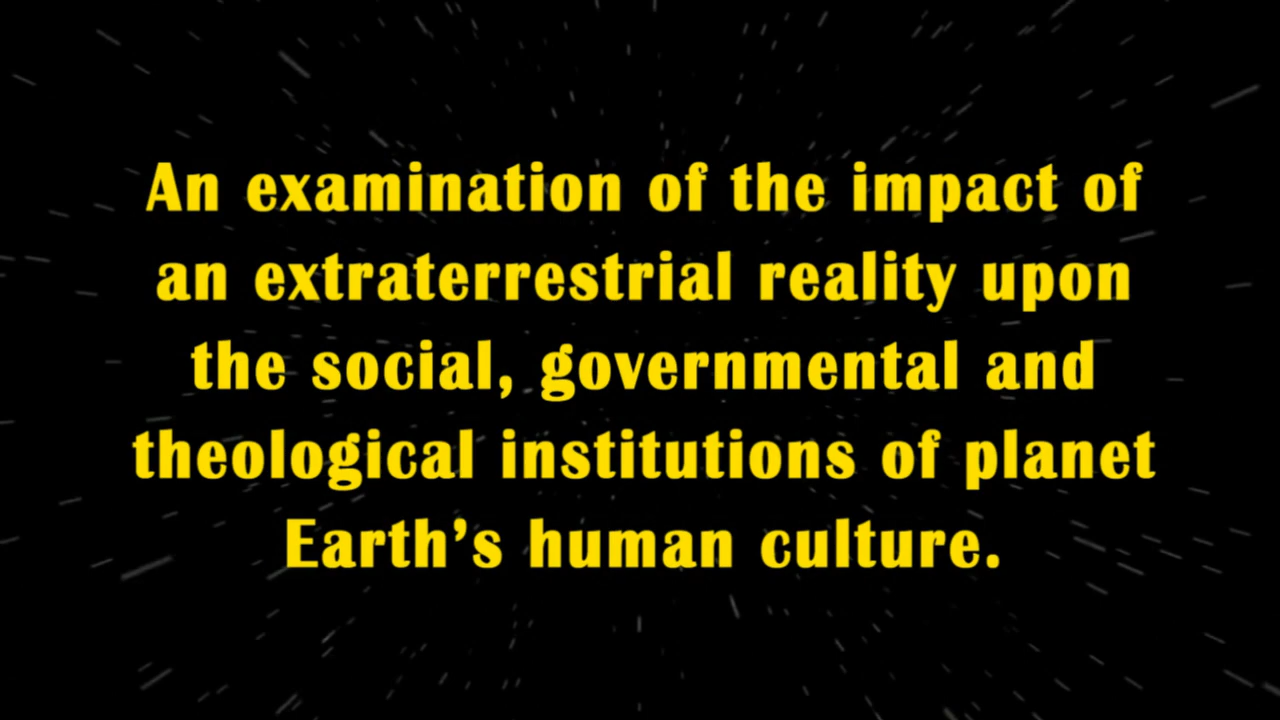 An examination of the impact of
an extraterrestrial reality upon
the social, governmental and
theological institutions of planet
Earth’s human culture.